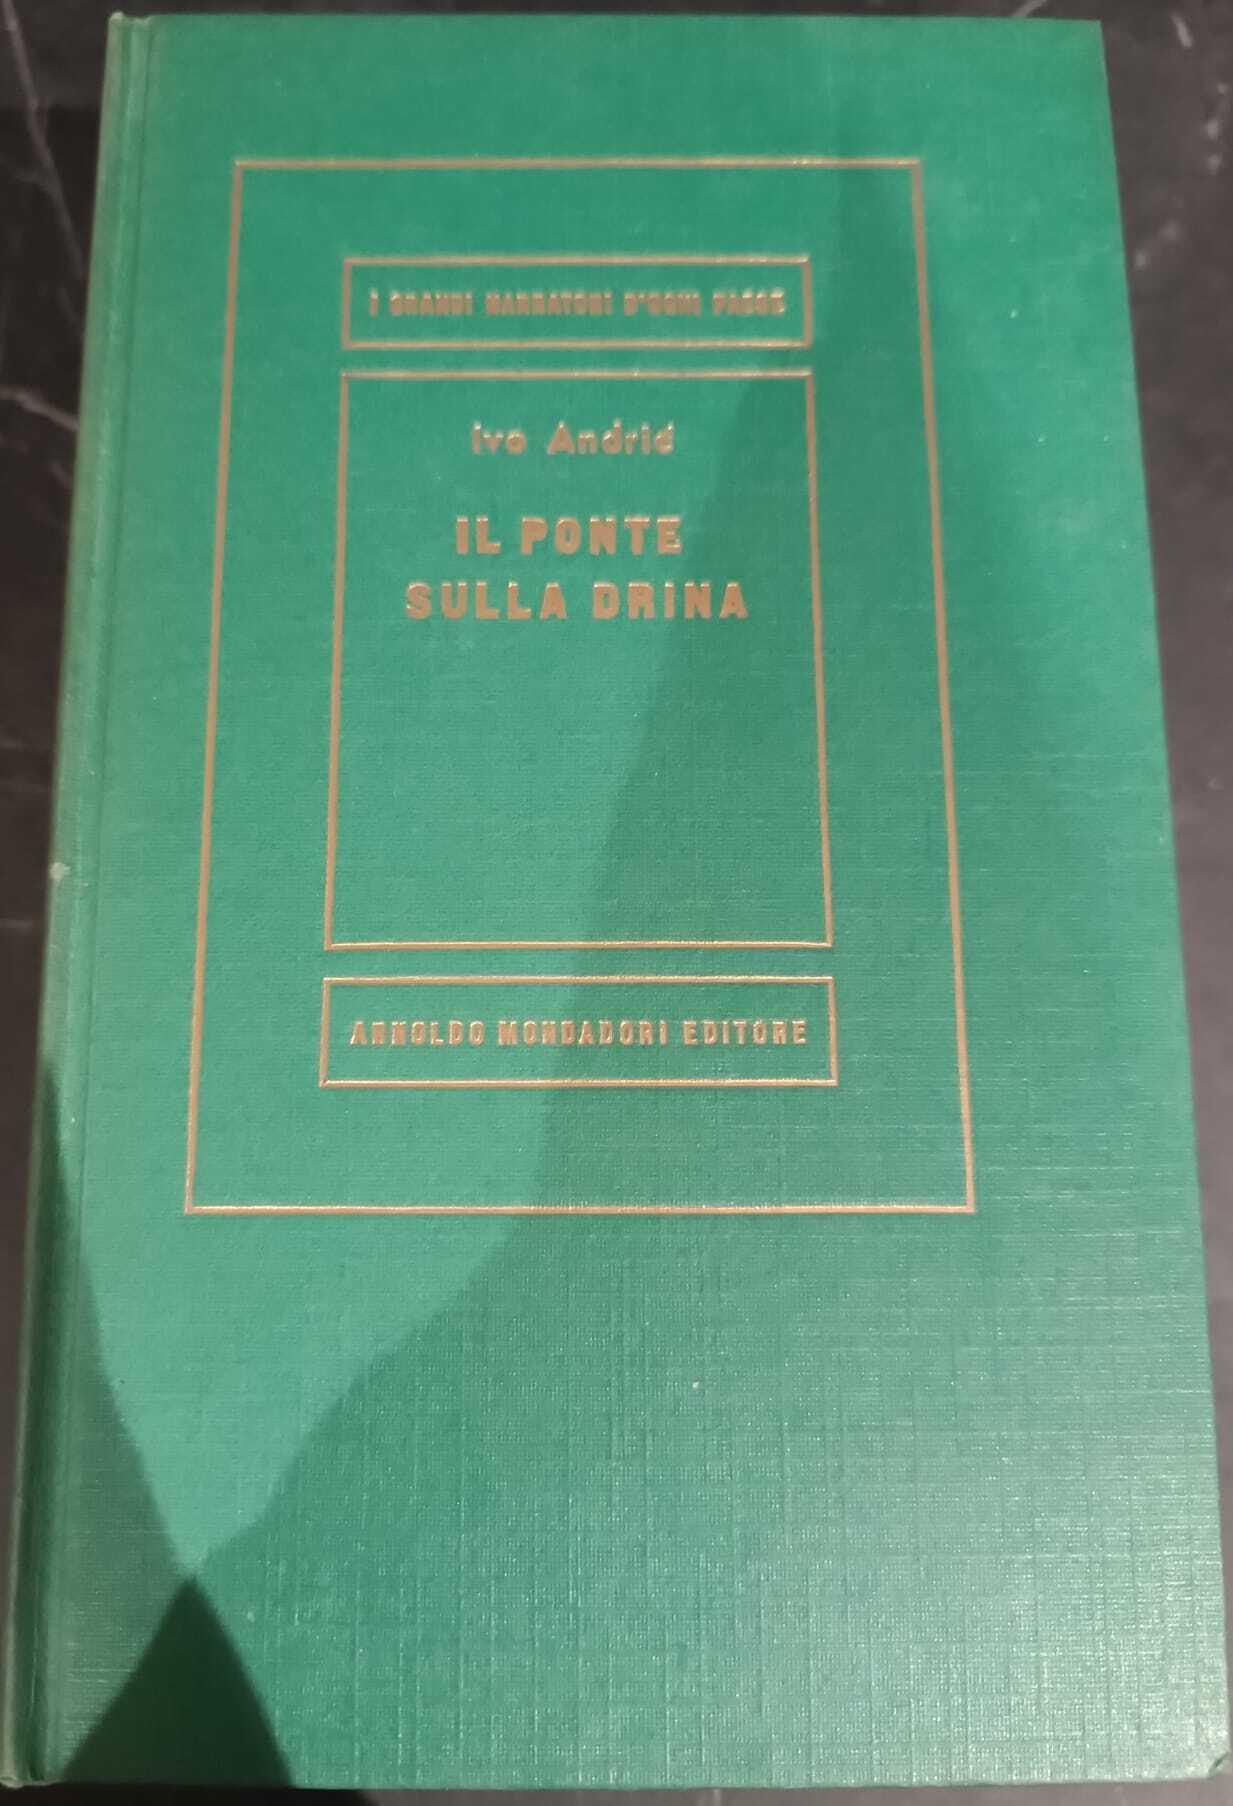 I GRANDI NARRATORI D'OGNI PAESE
Ivo Andrić
IL PONTE
SULLA DRINA
ARNOLDO MONDADORI EDITORE